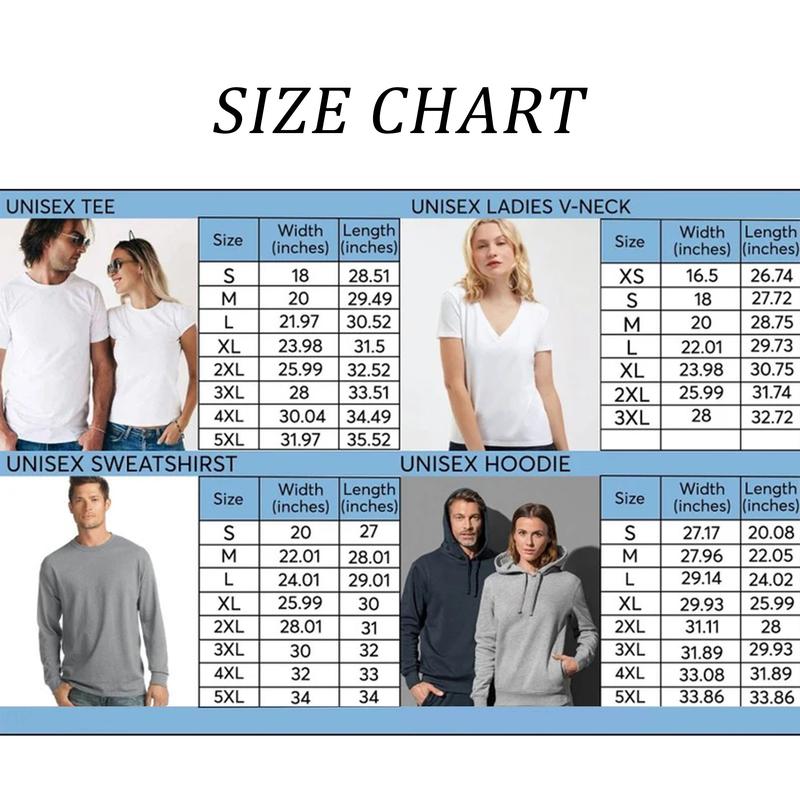 SIZE CHART
UNISEX TEE
Size Width (inches) Length (inches)
S 18 28.51
M 20 29.49
L 21.97 30.52
XL 23.98 31.5
2XL 25.99 32.52
3XL 28 33.51
4XL 30.04 34.49
5XL 31.97 35.52
UNISEX LADIES V-NECK
Size Width (inches) Length (inches)
XS 16.5 26.74
S 18 27.72
M 20 28.75
L 22.01 29.73
XL 23.98 30.75
2XL 25.99 31.74
3XL 28 32.72
UNISEX SWEATSHIRST
Size Width (inches) Length (inches)
S 20 27
M 22.01 28.01
L 24.01 29.01
XL 25.99 30
2XL 28.01 31
3XL 30 32
4XL 32 33
5XL 34 34
UNISEX HOODIE
Size Width (inches) Length (inches)
S 27.17 20.08
M 27.96 22.05
L 29.14 24.02
XL 29.93 25.99
2XL 31.11 28
3XL 31.89 29.93
4XL 33.08 31.89
5XL 33.86 33.86